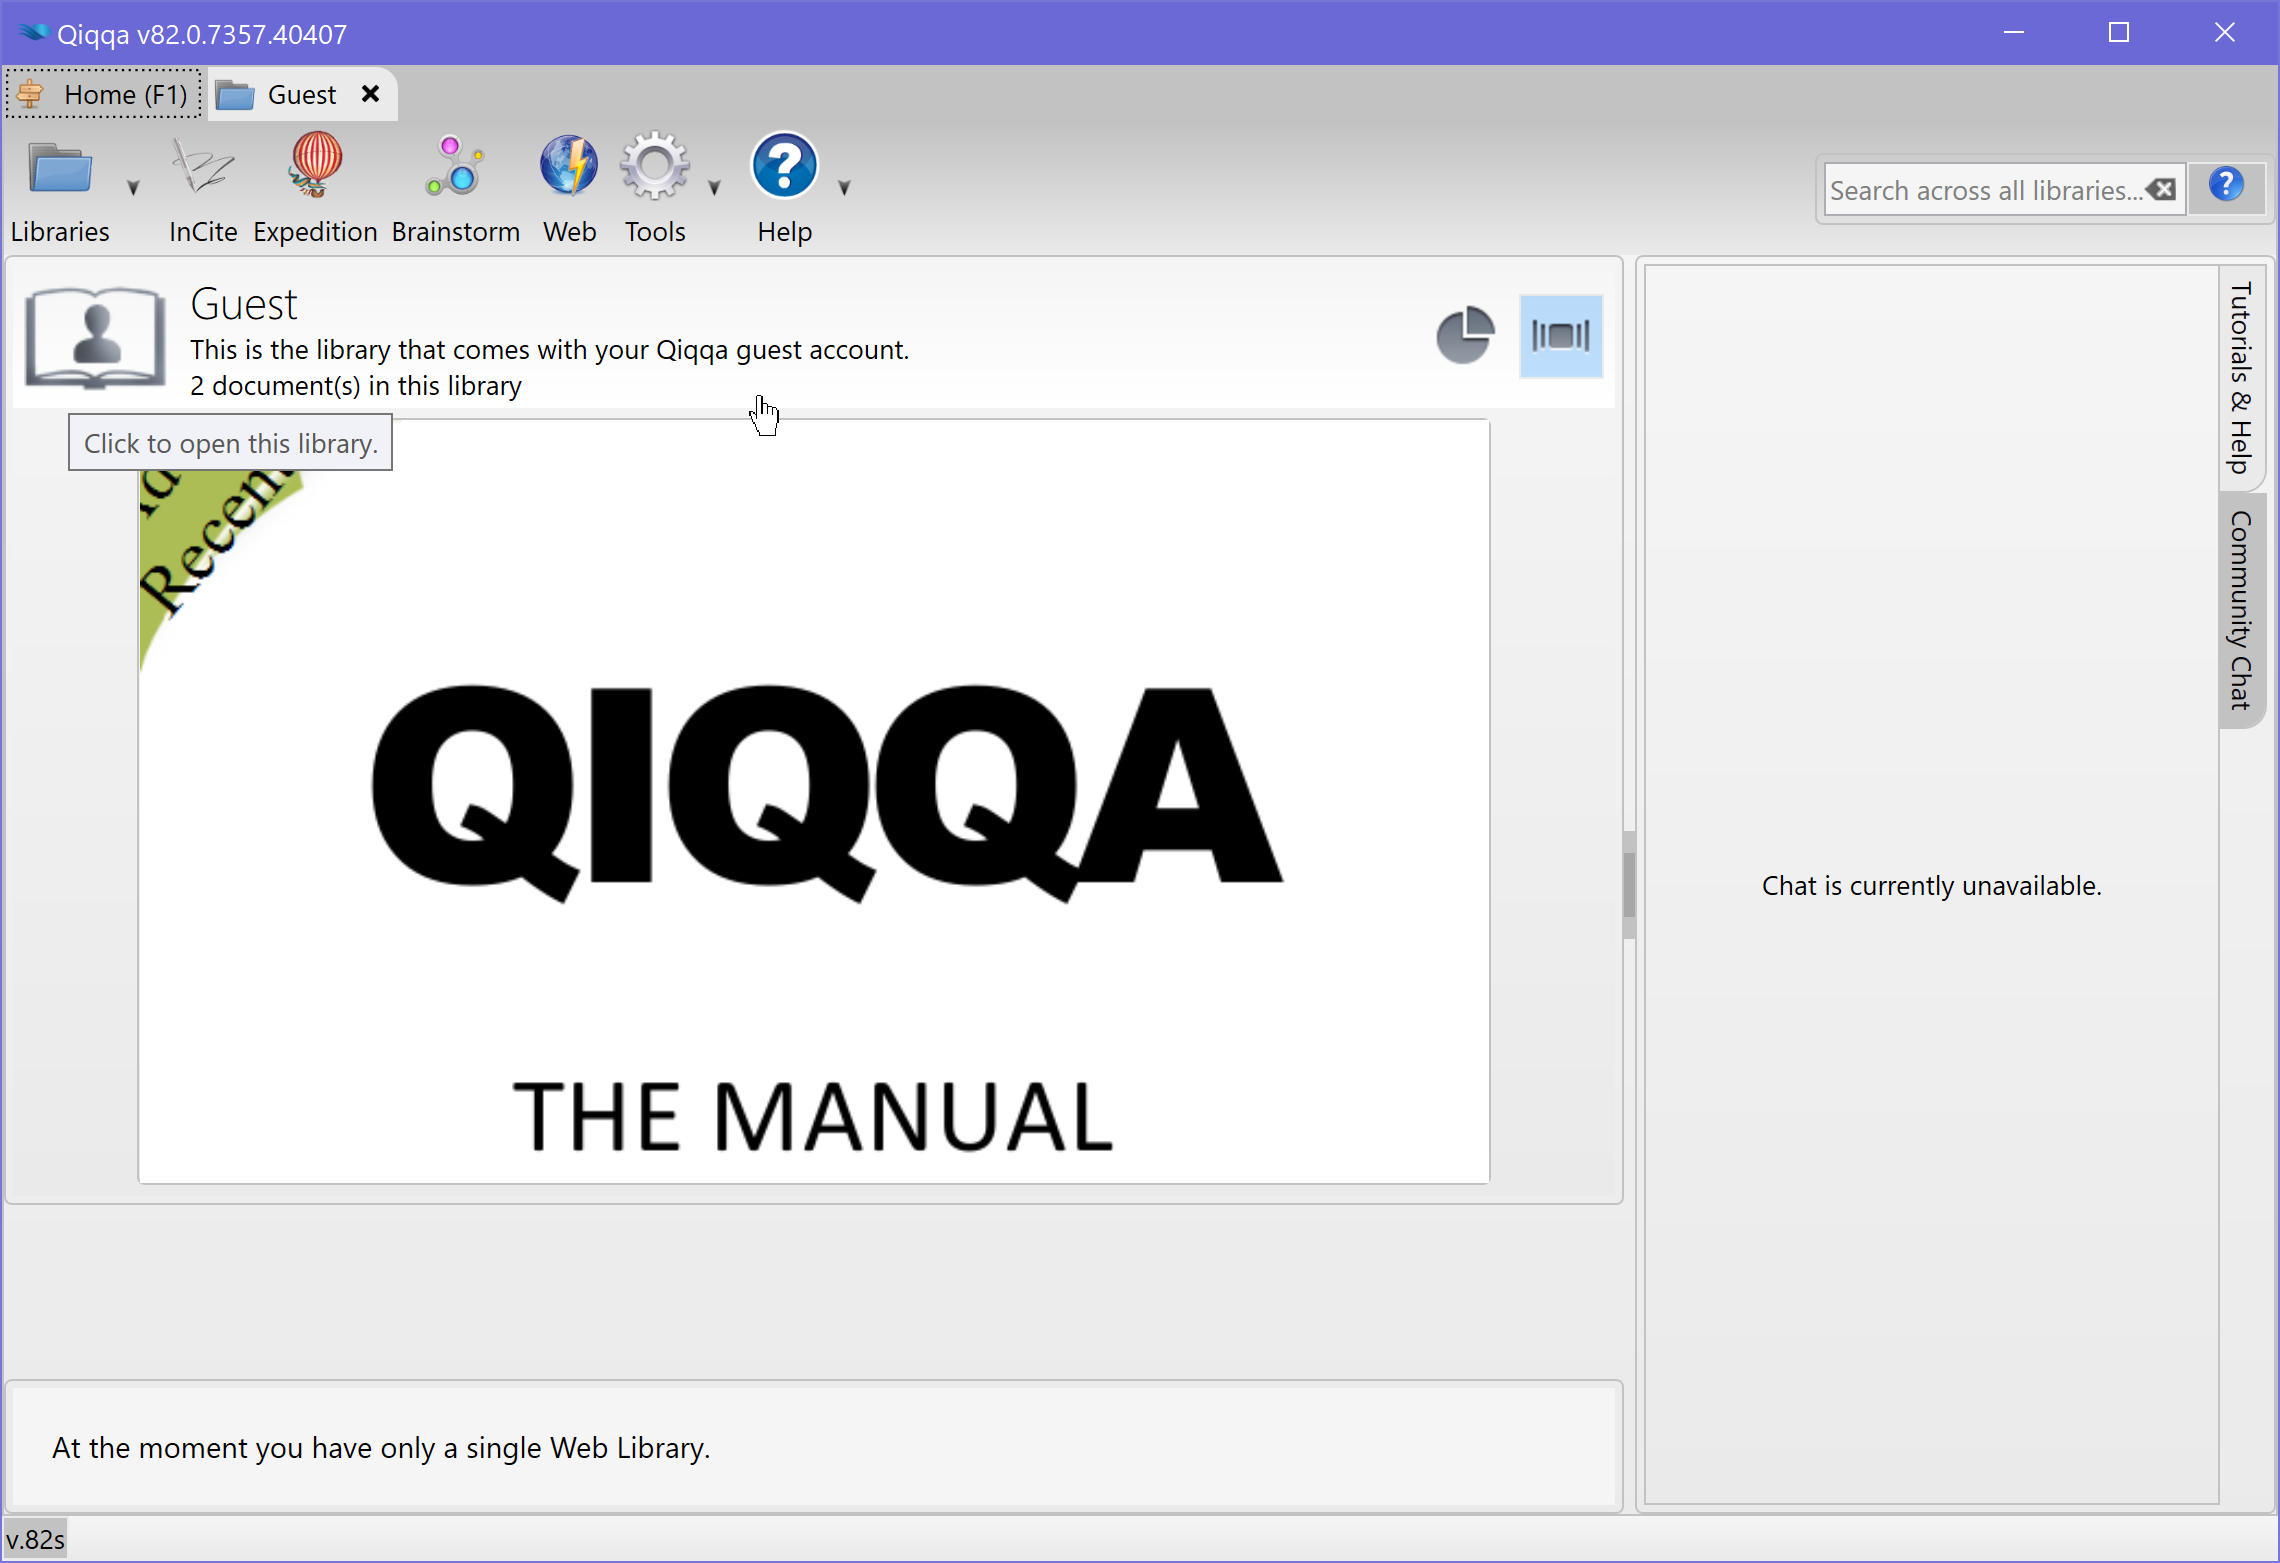 Qiqqa v82.0.7357.40407
Home (F1)
Guest
Libraries
InCite
Expedition
Brainstorm
Web
Tools
Help
Search across all libraries...
Guest
This is the library that comes with your Qiqqa guest account.
2 document(s) in this library
Click to open this library.
Recent
QIQQA
THE MANUAL
Tutorials & Help
Community Chat
Chat is currently unavailable.
At the moment you have only a single Web Library.
v.82s